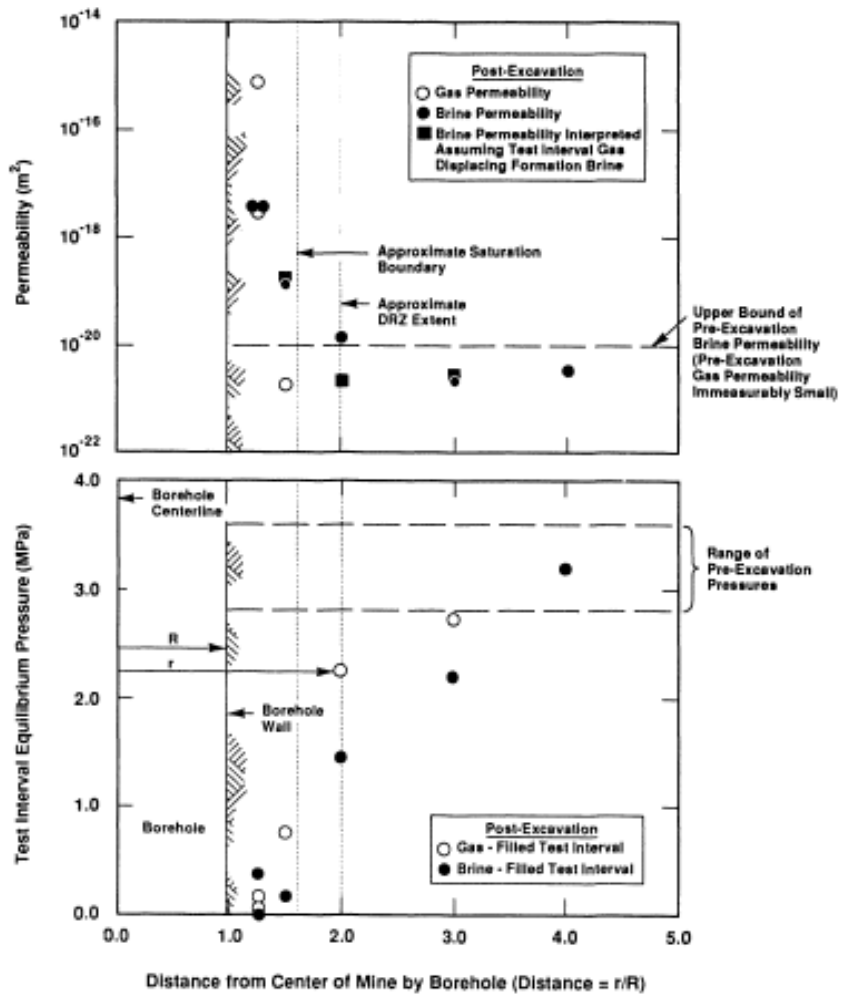 10-14
10-16
10-18
10-20
10-22
Permeability (m2)
Post-Excavation
Gas Permeability
Brine Permeability
Brine Permeability Interpreted
Assuming Test Interval Gas
Displacing Formation Brine
Approximate Saturation
Boundary
Approximate
DRZ Extent
Upper Bound of
Pre-Excavation
Brine Permeability
(Pre-Excavation
Gas Permeability
Immeasurably Small)
4.0
3.0
2.0
1.0
0.0
Test Interval Equilibrium Pressure (MPa)
Borehole
Centerline
Range of
Pre-Excavation
Pressures
R
r
Borehole
Wall
Borehole
Post-Excavation
Gas - Filled Test Interval
Brine - Filled Test Interval
0.0 1.0 2.0 3.0 4.0 5.0
Distance from Center of Mine by Borehole (Distance = r/R)